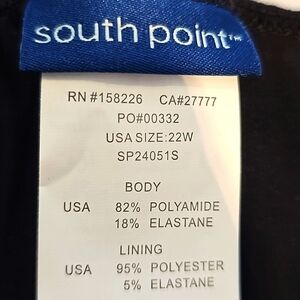 south point™
RN #158226 CA#27777
PO#00332
USA SIZE:22W
SP24051S
BODY
USA 82% POLYAMIDE
18% ELASTANE
LINING
USA 95% POLYESTER
5% ELASTANE